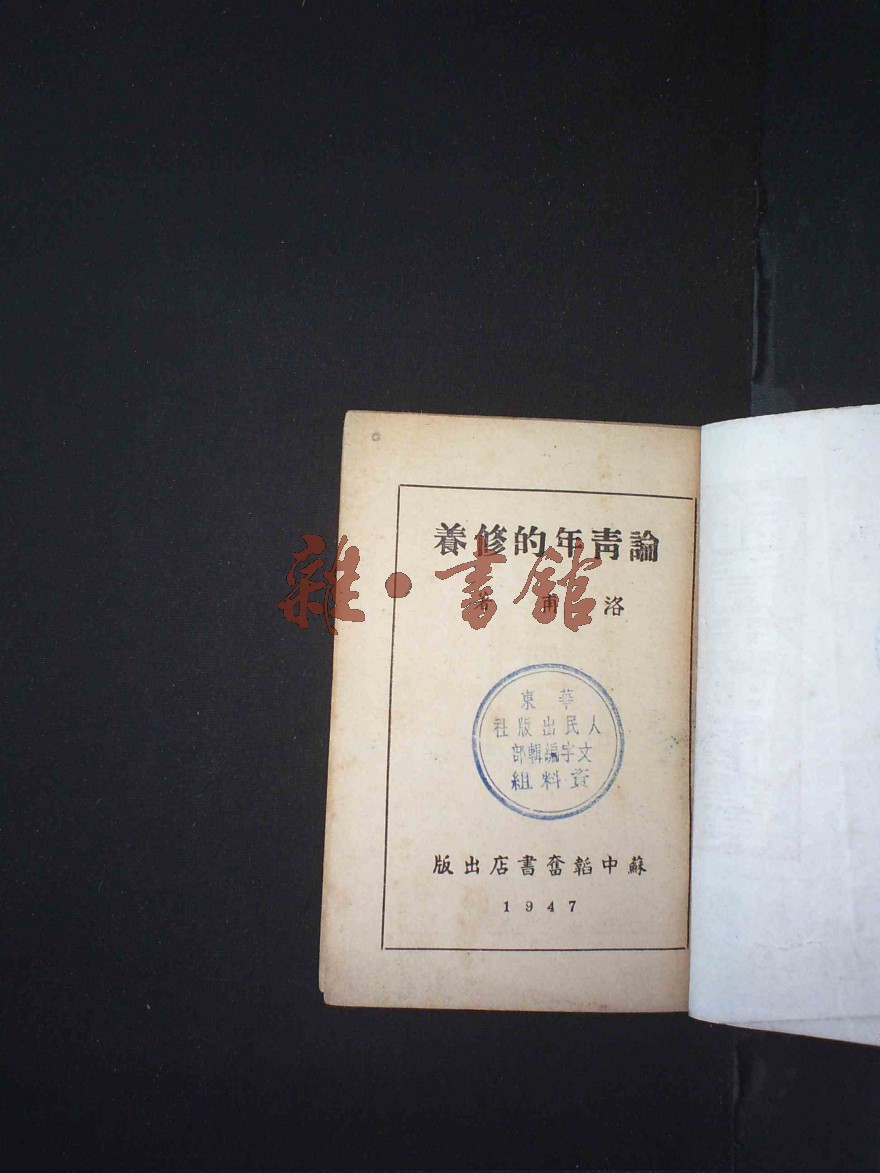 論青年的修養
洛甫著
雜·書館
華東
人民出版社
文字編輯部
資料組
蘇中韜奮書店出版
1947